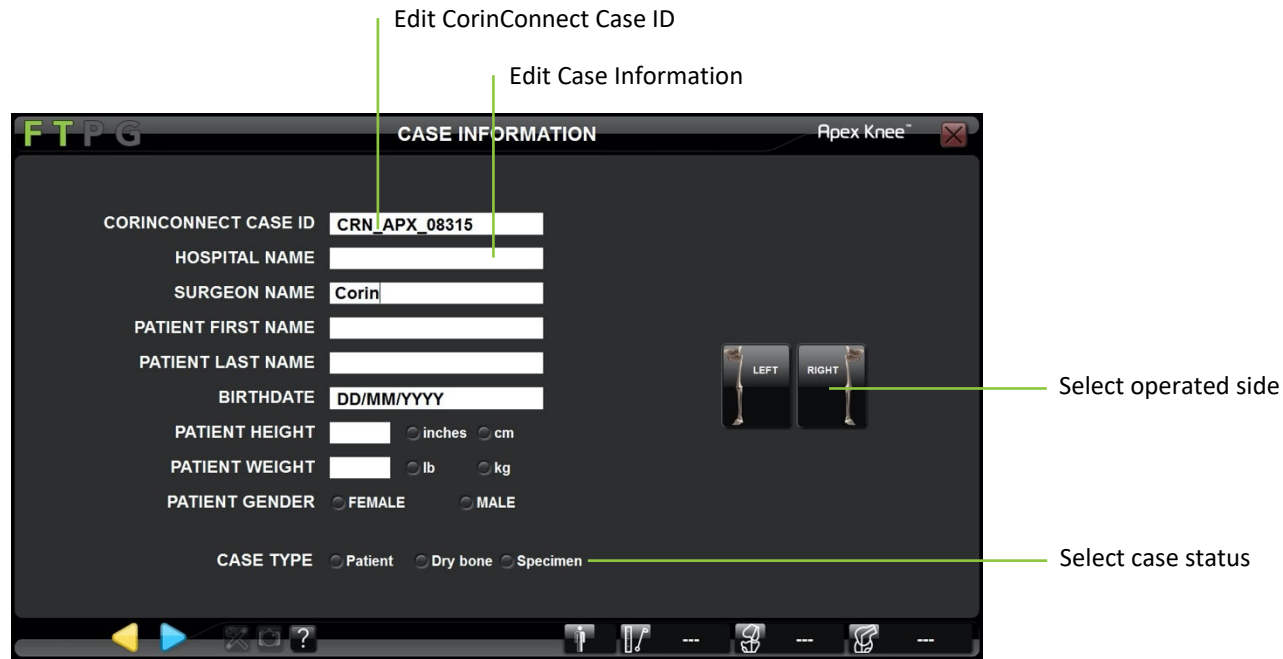 Edit CorinConnect Case ID
Edit Case Information
F T P G CASE INFORMATION Apex Knee™
CORINCONNECT CASE ID CRN_APX_08315
HOSPITAL NAME
SURGEON NAME Corin
PATIENT FIRST NAME
PATIENT LAST NAME
LEFT RIGHT
Select operated side
BIRTHDATE DD/MM/YYYY
PATIENT HEIGHT inches cm
PATIENT WEIGHT lb kg
PATIENT GENDER FEMALE MALE
CASE TYPE Patient Dry bone Specimen
Select case status
? --- --- ---